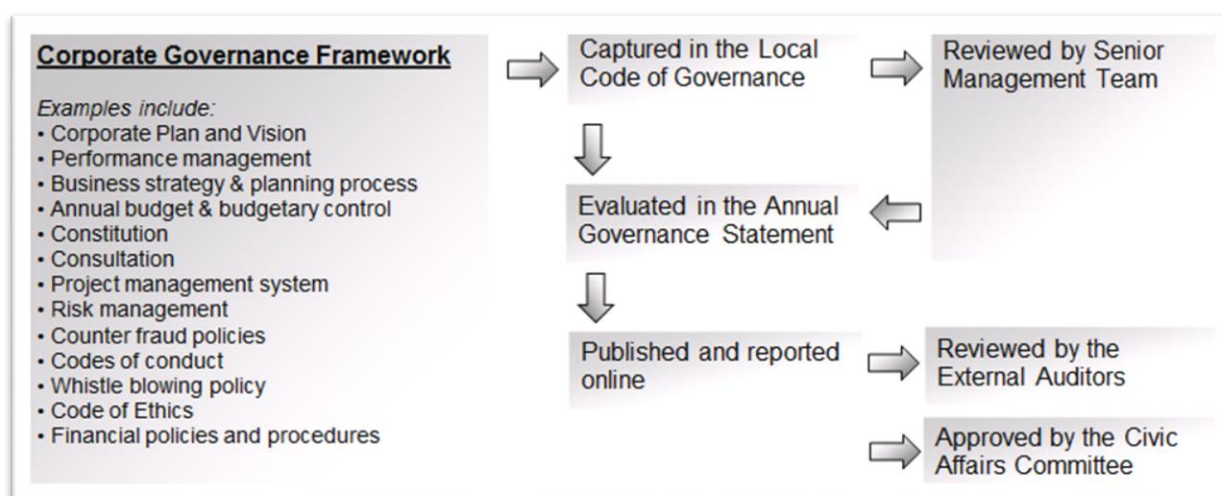 Corporate Governance Framework
Examples include:
• Corporate Plan and Vision
• Performance management
• Business strategy & planning process
• Annual budget & budgetary control
• Constitution
• Consultation
• Project management system
• Risk management
• Counter fraud policies
• Codes of conduct
• Whistle blowing policy
• Code of Ethics
• Financial policies and procedures
Captured in the Local
Code of Governance
Reviewed by Senior
Management Team
Evaluated in the Annual
Governance Statement
Published and reported
online
Reviewed by the
External Auditors
Approved by the Civic
Affairs Committee